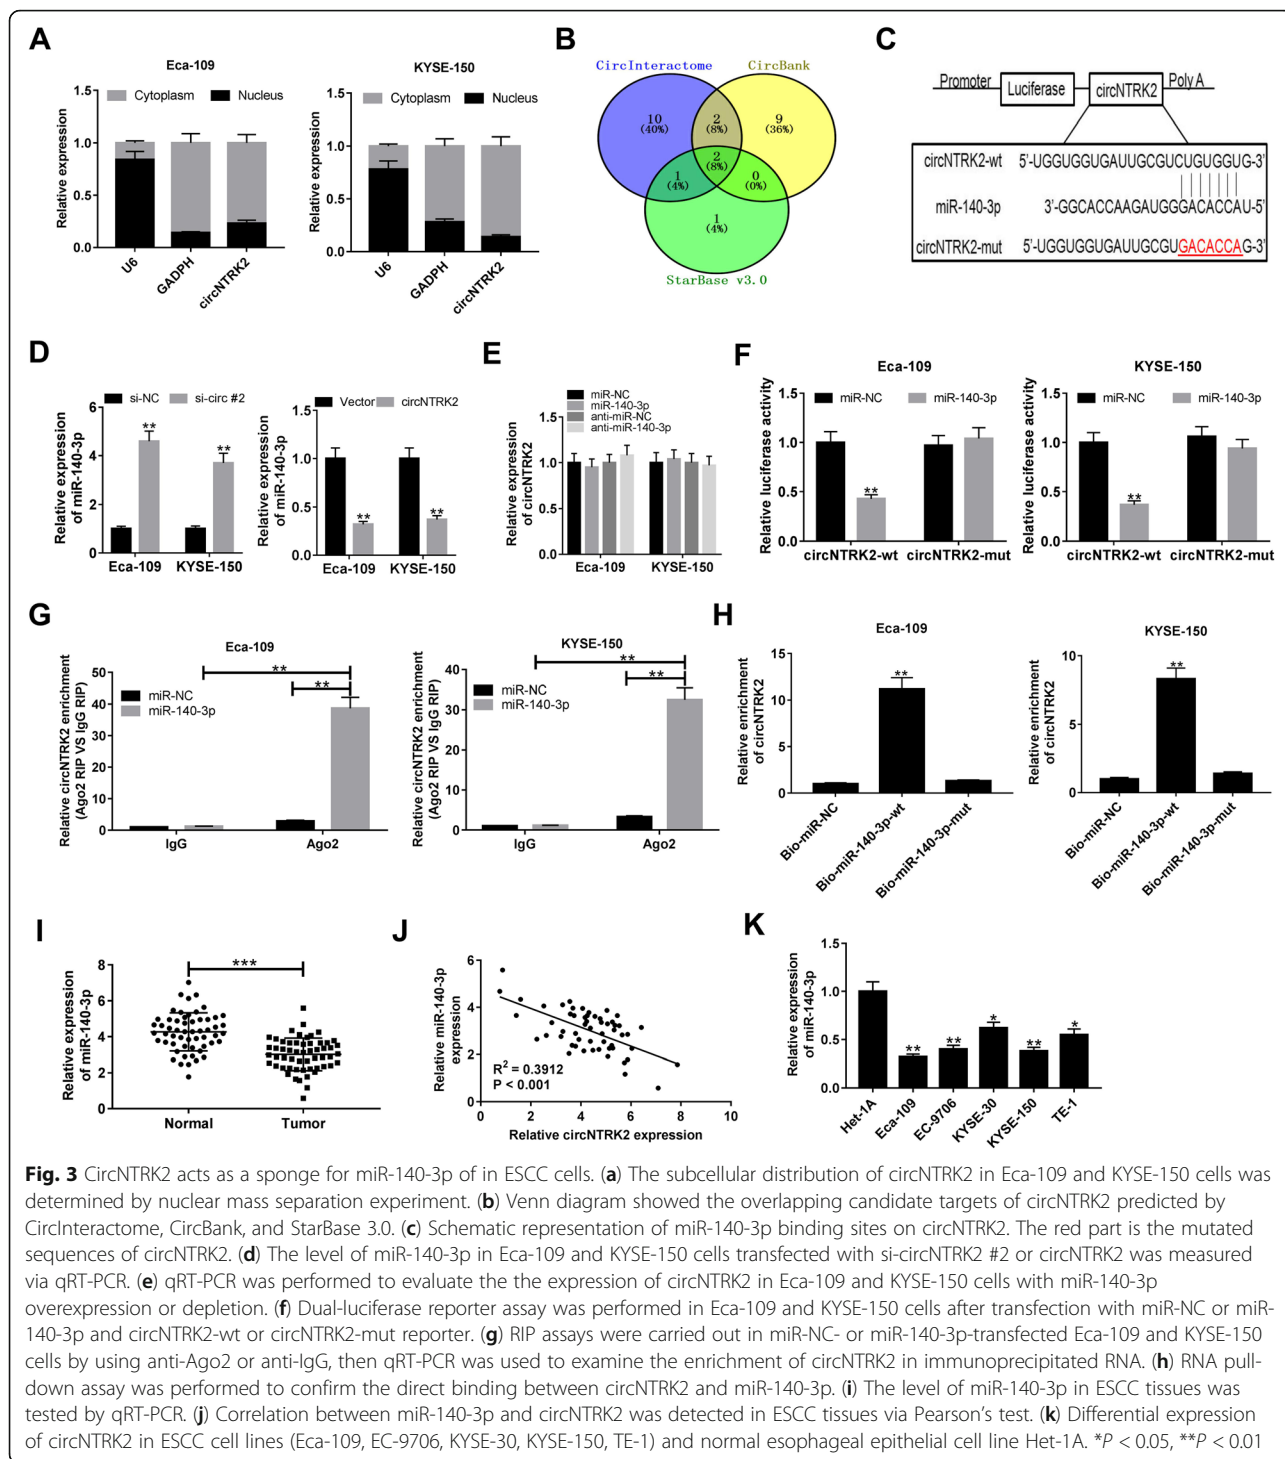 A
Eca-109
Cytoplasm Nucleus
Relative expression
1.5
1.0
0.5
0.0
U6
GADPH
circNTRK2
KYSE-150
Cytoplasm Nucleus
Relative expression
1.5
1.0
0.5
0.0
U6
GADPH
circNTRK2
B
CircInteractome
CircBank
10
(40%)
2
(8%)
9
(36%)
2
(8%)
1
(4%)
0
(0%)
1
(4%)
StarBase v3.0
C
Promoter
Luciferase
circNTRK2
Poly A
circNTRK2-wt 5'-UGGUGGUGAUUGCGUCUGUGGUG-3'
miR-140-3p 3'-GGCACCAAGAUGGGACACCAU-5'
circNTRK2-mut 5'-UGGUGGUGAUUGCGUGACACCAG-3'
D
si-NC si-circ #2
Relative expression
of miR-140-3p
6
4
2
0
**
**
Eca-109 KYSE-150
Vector circNTRK2
Relative expression
of miR-140-3p
1.5
1.0
0.5
0.0
**
**
Eca-109 KYSE-150
E
miR-NC
miR-140-3p
anti-miR-NC
anti-miR-140-3p
Relative expression
of circNTRK2
1.5
1.0
0.5
0.0
Eca-109 KYSE-150
F
Eca-109
miR-NC miR-140-3p
Relative luciferase activity
1.5
1.0
0.5
0.0
**
circNTRK2-wt circNTRK2-mut
KYSE-150
miR-NC miR-140-3p
Relative luciferase activity
1.5
1.0
0.5
0.0
**
circNTRK2-wt circNTRK2-mut
G
Eca-109
miR-NC
miR-140-3p
Relative circNTRK2 enrichment
(Ago2 RIP VS IgG RIP)
50
40
30
20
10
0
**
**
IgG Ago2
KYSE-150
miR-NC
miR-140-3p
Relative circNTRK2 enrichment
(Ago2 RIP VS IgG RIP)
40
30
20
10
0
**
**
IgG Ago2
H
Eca-109
Relative enrichment
of circNTRK2
15
10
5
0
**
Bio-miR-NC
Bio-miR-140-3p-wt
Bio-miR-140-3p-mut
KYSE-150
Relative enrichment
of circNTRK2
10
5
0
**
Bio-miR-NC
Bio-miR-140-3p-wt
Bio-miR-140-3p-mut
I
Relative expression
of miR-140-3p
8
6
4
2
0
***
Normal Tumor
J
Relative miR-140-3p
expression
8
6
4
2
0
R2 = 0.3912
P < 0.001
0 2 4 6 8 10
Relative circNTRK2 expression
K
Relative expression
of miR-140-3p
1.5
1.0
0.5
0.0
**
**
*
**
*
Het-1A
Eca-109
EC-9706
KYSE-30
KYSE-150
TE-1
Fig. 3 CircNTRK2 acts as a sponge for miR-140-3p of in ESCC cells. (a) The subcellular distribution of circNTRK2 in Eca-109 and KYSE-150 cells was
determined by nuclear mass separation experiment. (b) Venn diagram showed the overlapping candidate targets of circNTRK2 predicted by
CircInteractome, CircBank, and StarBase 3.0. (c) Schematic representation of miR-140-3p binding sites on circNTRK2. The red part is the mutated
sequences of circNTRK2. (d) The level of miR-140-3p in Eca-109 and KYSE-150 cells transfected with si-circNTRK2 #2 or circNTRK2 was measured
via qRT-PCR. (e) qRT-PCR was performed to evaluate the the expression of circNTRK2 in Eca-109 and KYSE-150 cells with miR-140-3p
overexpression or depletion. (f) Dual-luciferase reporter assay was performed in Eca-109 and KYSE-150 cells after transfection with miR-NC or miR-
140-3p and circNTRK2-wt or circNTRK2-mut reporter. (g) RIP assays were carried out in miR-NC- or miR-140-3p-transfected Eca-109 and KYSE-150
cells by using anti-Ago2 or anti-IgG, then qRT-PCR was used to examine the enrichment of circNTRK2 in immunoprecipitated RNA. (h) RNA pull-
down assay was performed to confirm the direct binding between circNTRK2 and miR-140-3p. (i) The level of miR-140-3p in ESCC tissues was
tested by qRT-PCR. (j) Correlation between miR-140-3p and circNTRK2 was detected in ESCC tissues via Pearson's test. (k) Differential expression
of circNTRK2 in ESCC cell lines (Eca-109, EC-9706, KYSE-30, KYSE-150, TE-1) and normal esophageal epithelial cell line Het-1A. *P < 0.05, **P < 0.01